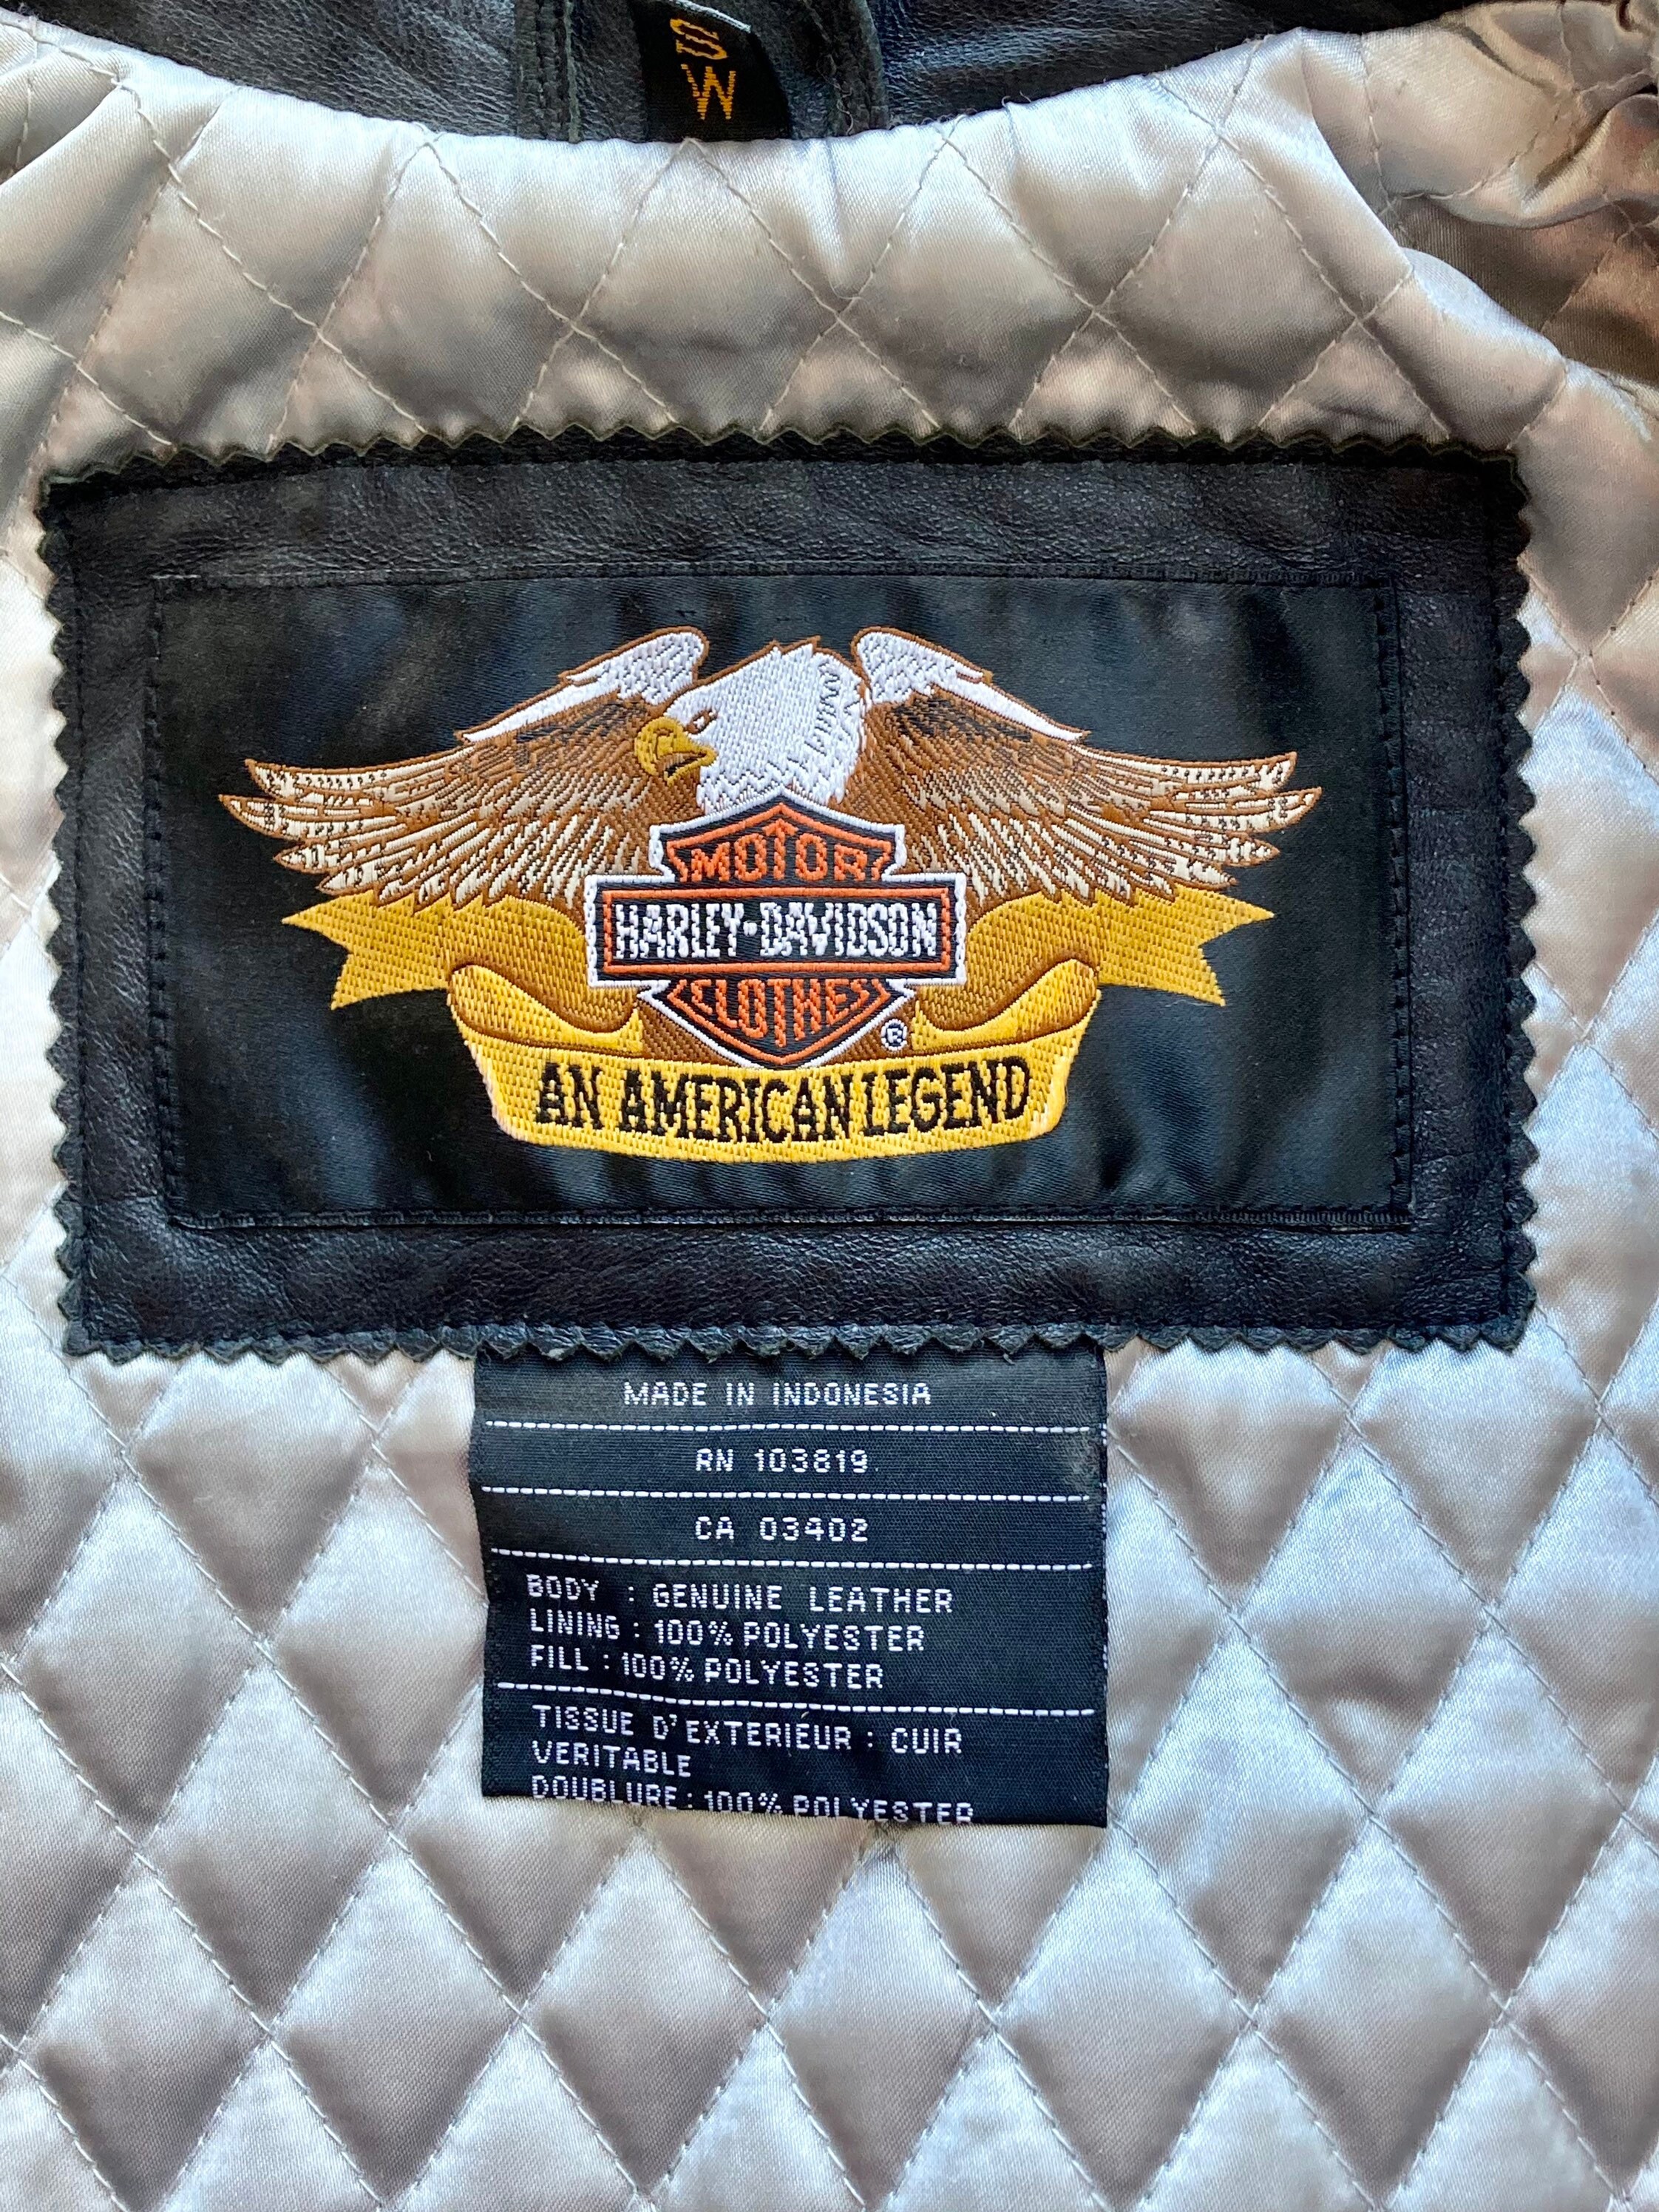 S
W
MOTOR
HARLEY-DAVIDSON
CLOTHES
®
AN AMERICAN LEGEND
MADE IN INDONESIA
RN 103819
CA 03402
BODY : GENUINE LEATHER
LINING : 100% POLYESTER
FILL : 100% POLYESTER
TISSUE D'EXTERIEUR : CUIR
VERITABLE
DOUBLURE : 100% POLYESTER